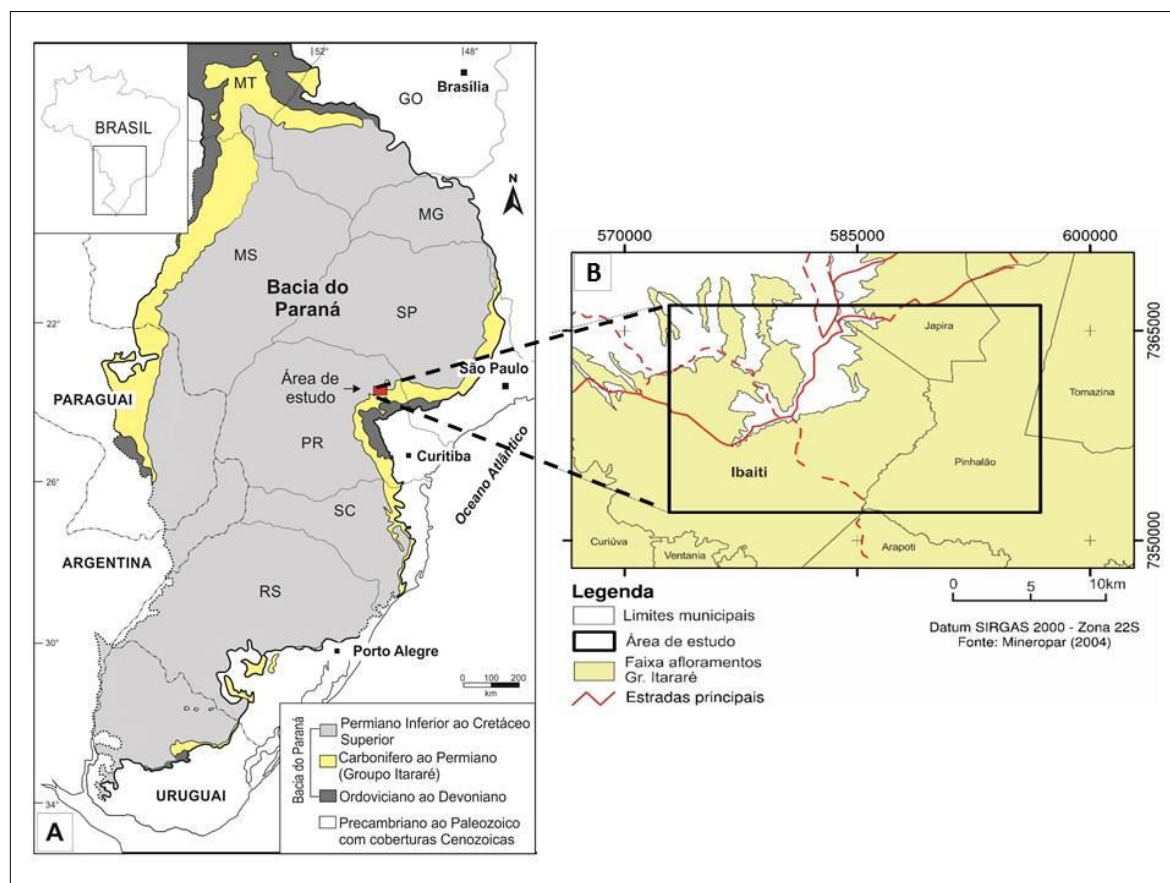 52°
48°
MT
GO
Brasília
BRASIL
N
MG
MS
Bacia do
Paraná
SP
22°
São Paulo
Área de
estudo
PARAGUAI
PR
Curitiba
Oceano Atlântico
26°
SC
ARGENTINA
RS
30°
Porto Alegre
0 100 200
km
Bacia do Paraná
Permiano Inferior ao Cretáceo
Superior
Carbonifero ao Permiano
(Groupo Itararé)
Ordoviciano ao Devoniano
Precambriano ao Paleozoico
com coberturas Cenozoicas
URUGUAI
34°
A
570000
585000
600000
B
7365000
Japira
Tomazina
Ibaiti
Pinhalão
Curiúva
Ventania
Arapoti
7350000
Legenda
Limites municipais
Área de estudo
Faixa afloramentos
Gr. Itararé
Estradas principais
0 5 10km
Datum SIRGAS 2000 - Zona 22S
Fonte: Mineropar (2004)